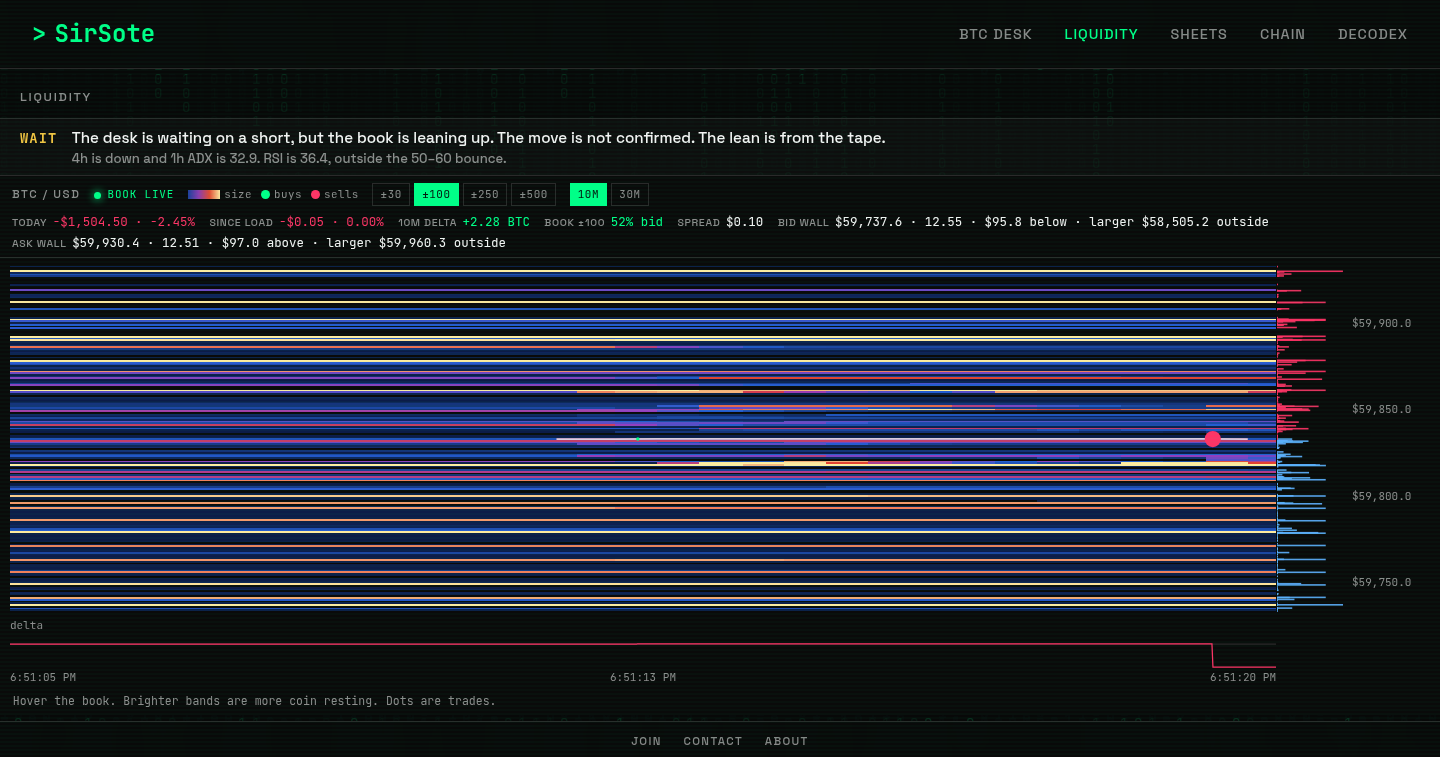 > SirSote
BTC DESK LIQUIDITY SHEETS CHAIN DECODEX
LIQUIDITY
WAIT The desk is waiting on a short, but the book is leaning up. The move is not confirmed. The lean is from the tape.
4h is down and 1h ADX is 32.9. RSI is 36.4, outside the 50–60 bounce.
BTC / USD BOOK LIVE size buys sells ±30 ±100 ±250 ±500 10M 30M
TODAY -$1,504.50 · -2.45% SINCE LOAD -$0.05 · 0.00% 10M DELTA +2.28 BTC BOOK ±100 52% bid SPREAD $0.10 BID WALL $59,737.6 · 12.55 · $95.8 below · larger $58,505.2 outside
ASK WALL $59,930.4 · 12.51 · $97.0 above · larger $59,960.3 outside
$59,900.0
$59,850.0
$59,800.0
$59,750.0
delta
6:51:05 PM 6:51:13 PM 6:51:20 PM
Hover the book. Brighter bands are more coin resting. Dots are trades.
JOIN CONTACT ABOUT